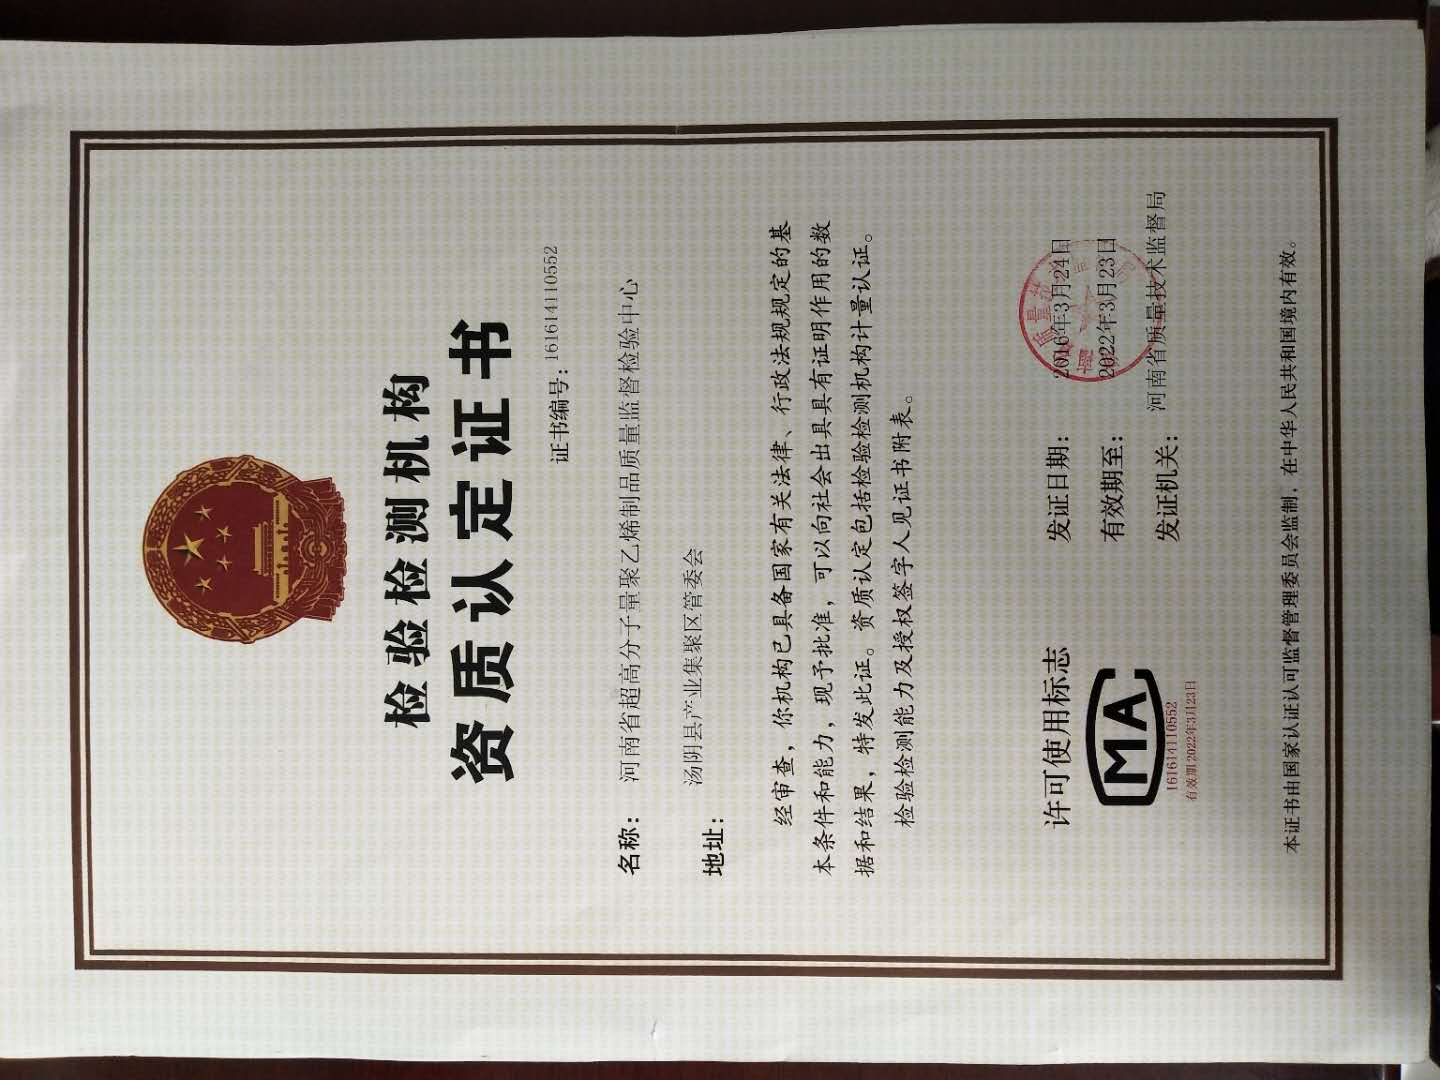 检验检测机构
资质认定证书
证书编号：161614110552
名称：河南省超高分子量聚乙烯制品质量监督检验中心
地址：汤阴县产业集聚区管委会
经审查，你机构已具备国家有关法律、行政法规规定的基
本条件和能力，现予批准，可以向社会出具具有证明作用的数
据和结果，特发此证。资质认定包括检验检测机构计量认证。
检验检测能力及授权签字人见证书附表。
许可使用标志
MA
161614110552
有效期2022年3月23日
发证日期：2016年3月24日
有效期至：2022年3月23日
发证机关：河南省质量技术监督局
本证书由国家认证认可监督管理委员会监制，在中华人民共和国境内有效。